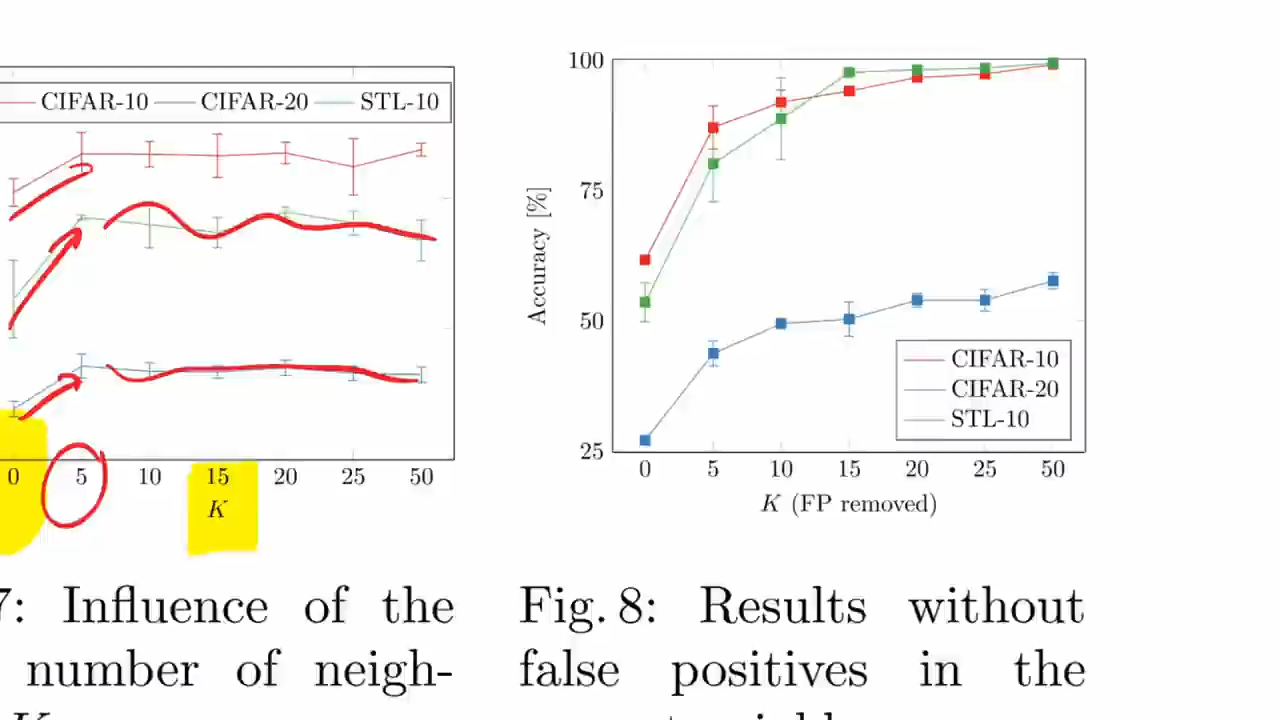 CIFAR-10 CIFAR-20 STL-10
0 5 10 15 20 25 50
K
7: Influence of the
number of neigh-
K
100
75
50
25
Accuracy [%]
CIFAR-10
CIFAR-20
STL-10
0 5 10 15 20 25 50
K (FP removed)
Fig. 8: Results without
false positives in the